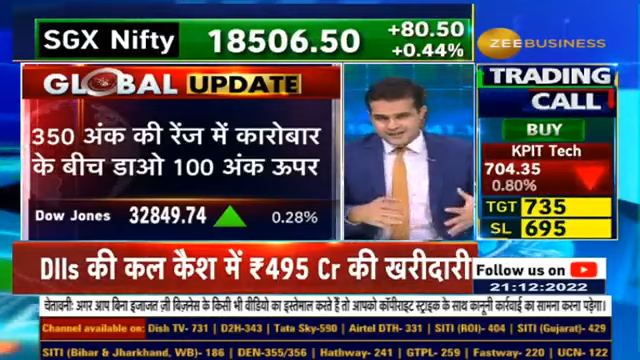 SGX Nifty 18506.50 +80.50
+0.44%
ZEE BUSINESS
GLOBAL UPDATE
350 अंक की रेंज में कारोबार
के बीच डाओ 100 अंक ऊपर
Dow Jones 32849.74 0.28%
TRADING
CALL
BUY
KPIT Tech
704.35
0.80%
TGT 735
SL 695
DIIs की कल कैश में ₹495 Cr की खरीदारी
Follow us on
21:12:2022
चेतावनी: अगर आप बिना इजाजत ज़ी बिज़नेस के किसी भी वीडियो का इस्तेमाल करते हैं तो आपको कॉपीराइट स्ट्राइक के साथ कानूनी कार्रवाई का सामना करना पड़ेगा.
Channel available on: Dish TV- 731 | D2H-343 | Tata Sky-590 | Airtel DTH-331 | SITI (ROI) - 404 | SITI (Gujarat) - 429
SITI (Bihar & Jharkhand, WB)- 186 | DEN-355/356 | Hathway-241 | GTPL-259 | Fastway-220 | UCN-122